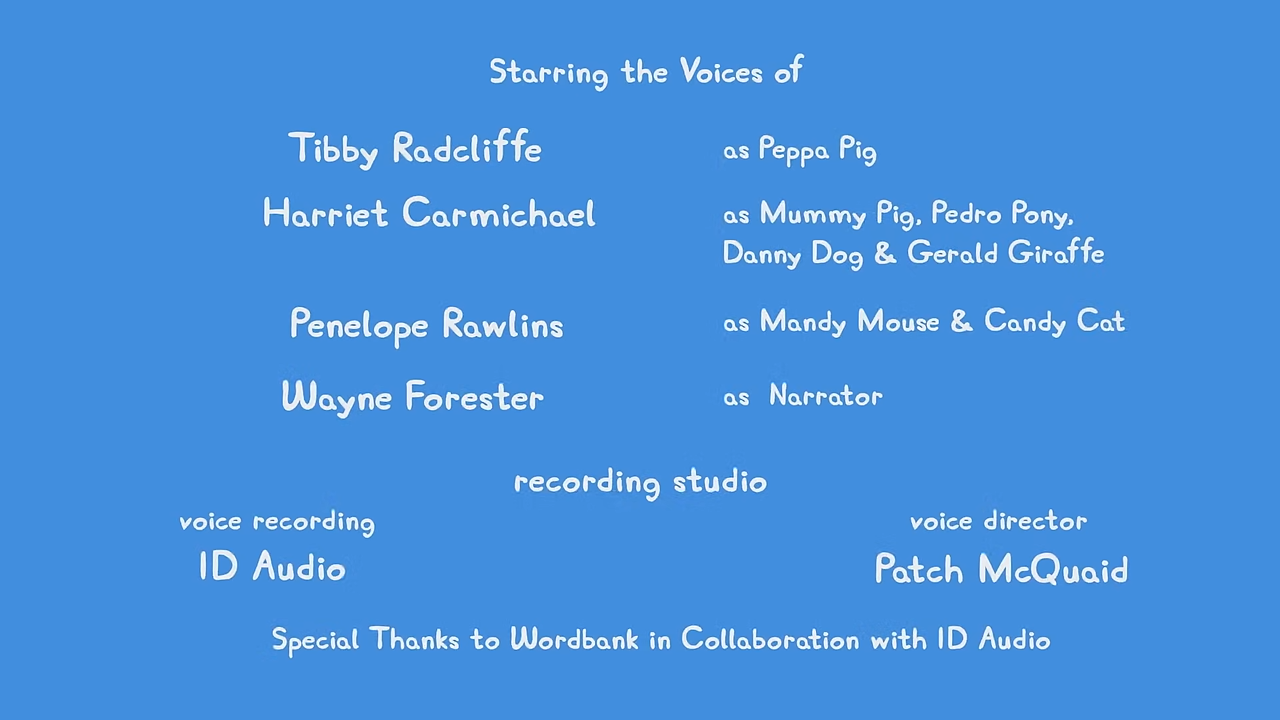 Starring the Voices of
Tibby Radcliffe as Peppa Pig
Harriet Carmichael as Mummy Pig, Pedro Pony,
Danny Dog & Gerald Giraffe
Penelope Rawlins as Mandy Mouse & Candy Cat
Wayne Forester as Narrator
recording studio
voice recording voice director
ID Audio Patch McQuaid
Special Thanks to Wordbank in Collaboration with ID Audio